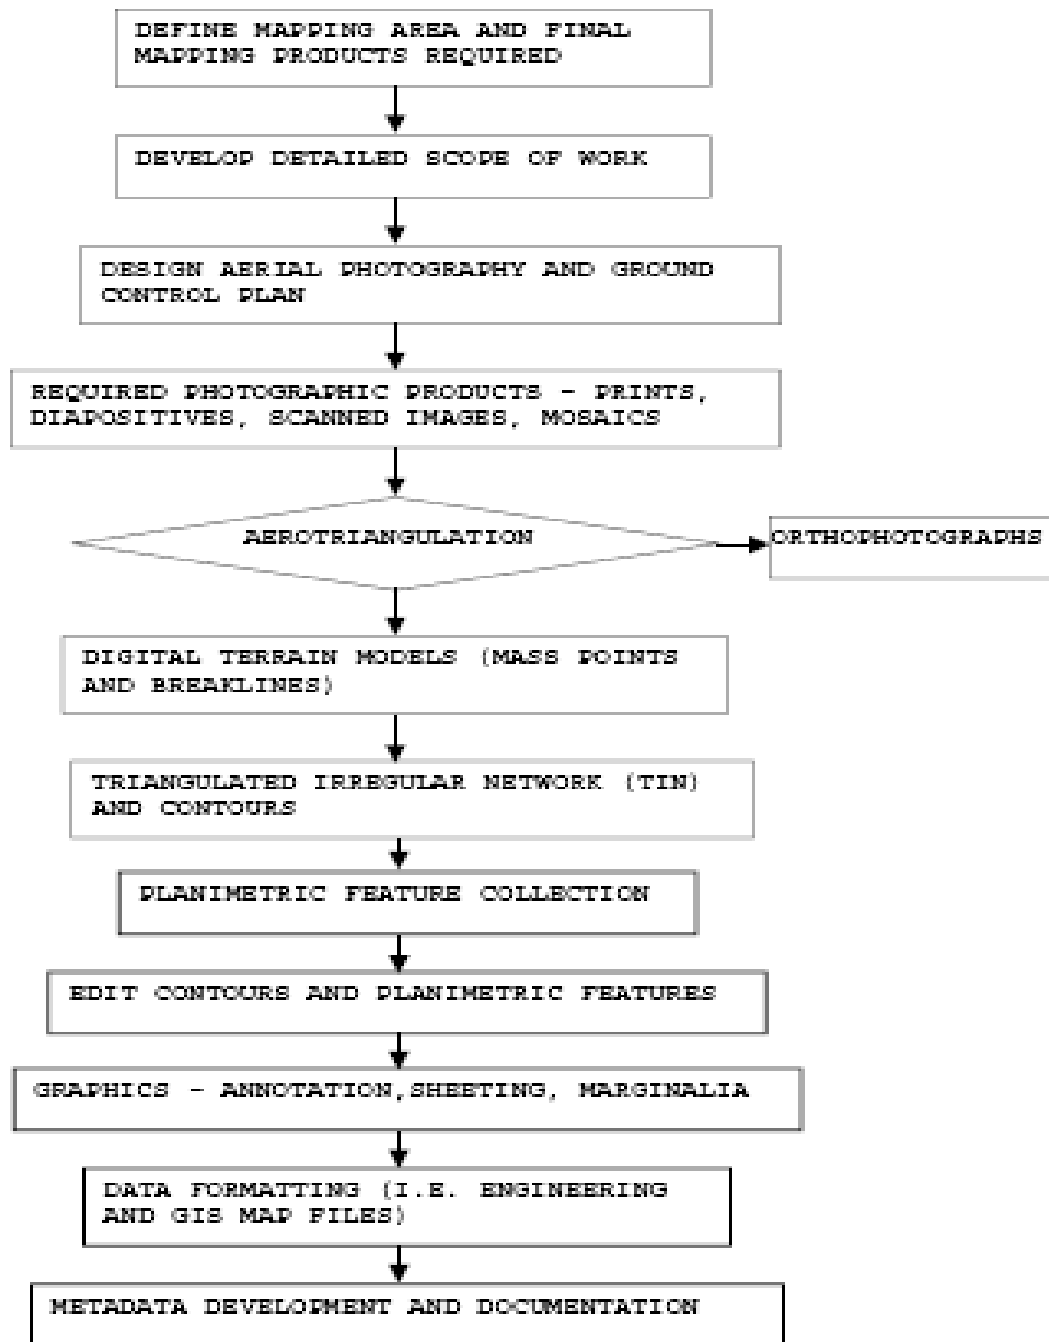 DEFINE MAPPING AREA AND FINAL
MAPPING PRODUCTS REQUIRED
DEVELOP DETAILED SCOPE OF WORK
DESIGN AERIAL PHOTOGRAPHY AND GROUND
CONTROL PLAN
REQUIRED PHOTOGRAPHIC PRODUCTS - PRINTS,
DIAPOSITIVES, SCANNED IMAGES, MOSAICS
AEROTRIANGULATION
ORTHOPHOTOGRAPHS
DIGITAL TERRAIN MODELS (MASS POINTS
AND BREAKLINES)
TRIANGULATED IRREGULAR NETWORK (TIN)
AND CONTOURS
PLANIMETRIC FEATURE COLLECTION
EDIT CONTOURS AND PLANIMETRIC FEATURES
GRAPHICS - ANNOTATION,SHEETING, MARGINALIA
DATA FORMATTING (I.E. ENGINEERING
AND GIS MAP FILES)
METADATA DEVELOPMENT AND DOCUMENTATION